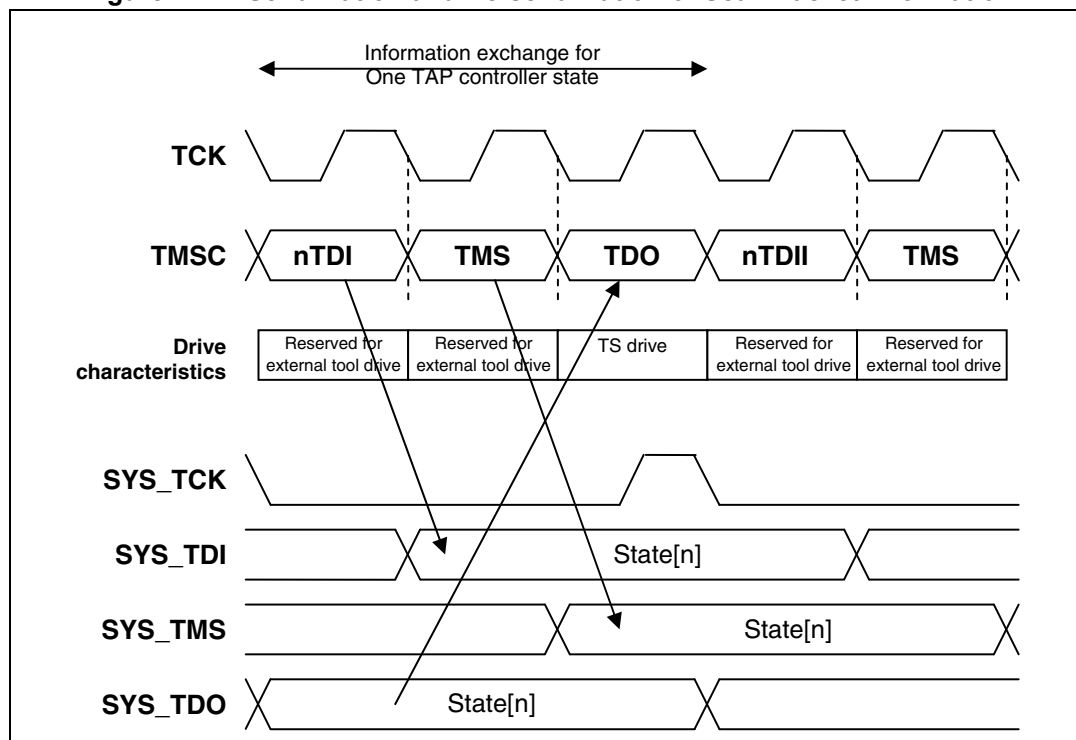 Information exchange for
One TAP controller state
TCK
TMSC
nTDI
TMS
TDO
nTDII
TMS
Drive
characteristics
Reserved for
external tool drive
Reserved for
external tool drive
TS drive
Reserved for
external tool drive
Reserved for
external tool drive
SYS_TCK
SYS_TDI
State[n]
SYS_TMS
State[n]
SYS_TDO
State[n]